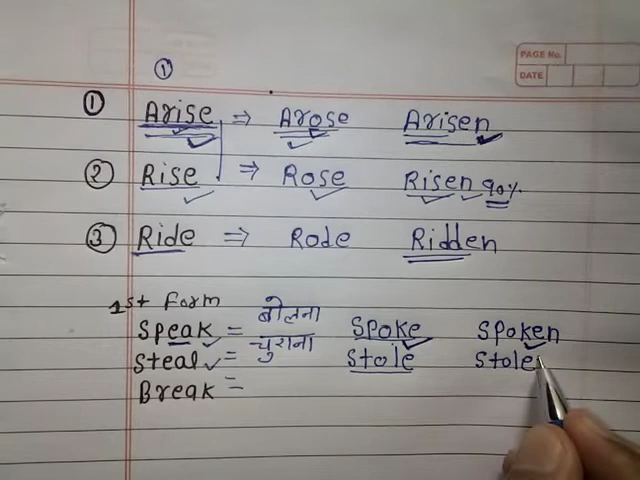 PAGE No.
DATE
①
① Arise ⇒ Arose Arisen
② Rise ⇒ Rose Risen 90%.
③ Ride ⇒ Rode Ridden
1st Form
Speak = बोलना Spoke Spoken
Steal = चुराना Stole Stole
Break =